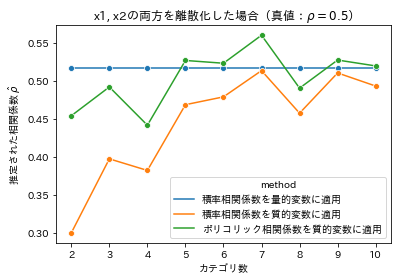 x1, x2の両方を離散化した場合（真値：ρ = 0.5）
推定された相関係数 ρ̂
0.55
0.50
0.45
0.40
0.35
0.30
method
積率相関係数を量的変数に適用
積率相関係数を質的変数に適用
ポリコリック相関係数を質的変数に適用
2 3 4 5 6 7 8 9 10
カテゴリ数